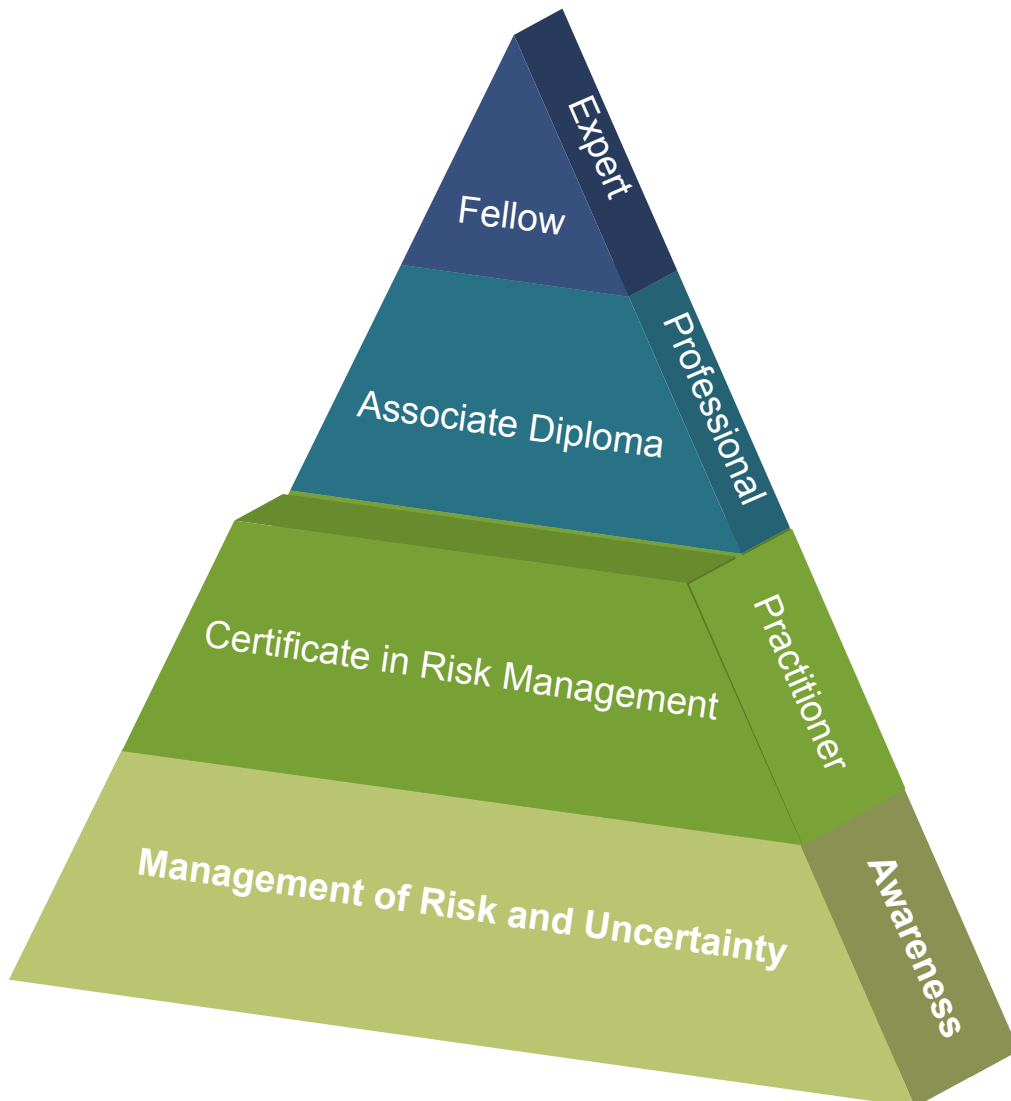 Expert
Fellow
Professional
Associate Diploma
Practitioner
Certificate in Risk Management
Awareness
Management of Risk and Uncertainty